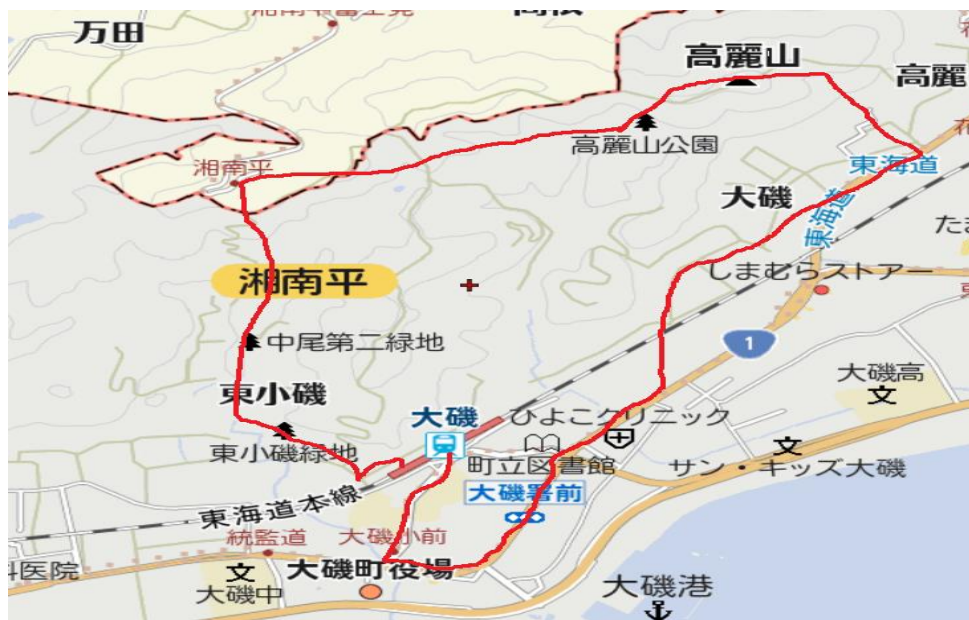 万田
高麗山
高麗
高麗山公園
湘南平
東海道
大磯
東海道
しまむらストアー
湘南平
1
中尾第二緑地
大磯高
東小磯
大磯
ひよこクリニック
東小磯緑地
町立図書館
サン・キッズ大磯
大磯署前
東海道本線
統監道
大磯小前
科医院
大磯町役場
大磯中
大磯港